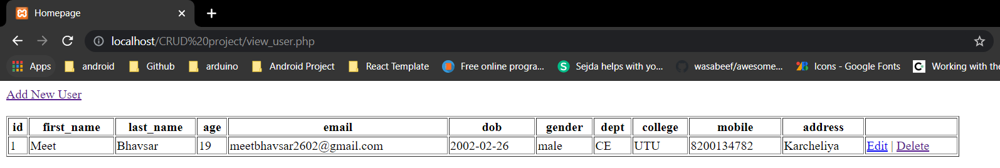 Homepage
localhost/CRUD%20project/view_user.php
Apps android Github arduino Android Project React Template Free online progra... Sejda helps with yo... wasabeef/awesome... Icons - Google Fonts Working with the
Add New User
id first_name last_name age email dob gender dept college mobile address
1 Meet Bhavsar 19 meetbhavsar2602@gmail.com 2002-02-26 male CE UTU 8200134782 Karcheliya Edit | Delete